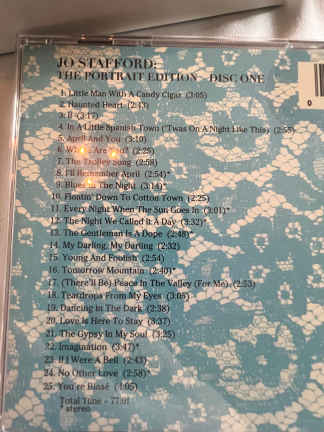 JO STAFFORD:
THE PORTRAIT EDITION DISC ONE
1. Little Man With A Candy Cigar (3:05)
2. Haunted Heart (2:43)
3. If (3:17)
4. In A Little Spanish Town ('Twas On A Night Like This) (2:55)
5. April And You (3:10)
6. Are You? (2:25)
7. The Trolley Song (2:58)
8. I'll Remember April (2:54)*
9. Blues In The Night (3:14)*
10. Floatin' Down To Cotton Town (2:25)
11. Every Night When The Sun Goes In (3:01)*
12. The Night We Called It A Day (3:32)*
13. The Gentleman Is A Dope (2:48)*
14. My Darling, My Darling (2:32)
15. Young And Foolish (2:54)
16. Tomorrow Mountain (2:40)*
17. (There'll Be) Peace In The Valley (For Me) (2:53)
18. Teardrops From My Eyes (3:05)
19. Dancing In The Dark (2:38)
20. Love Is Here To Stay (3:37)
21. The Gypsy In My Soul (3:25)
22. Imagination (3:47)*
23. If I Were A Bell (2:43)
24. No Other Love (2:58)*
25. You're Blasé (4:05)
Total Time - 77:01
* stereo
0